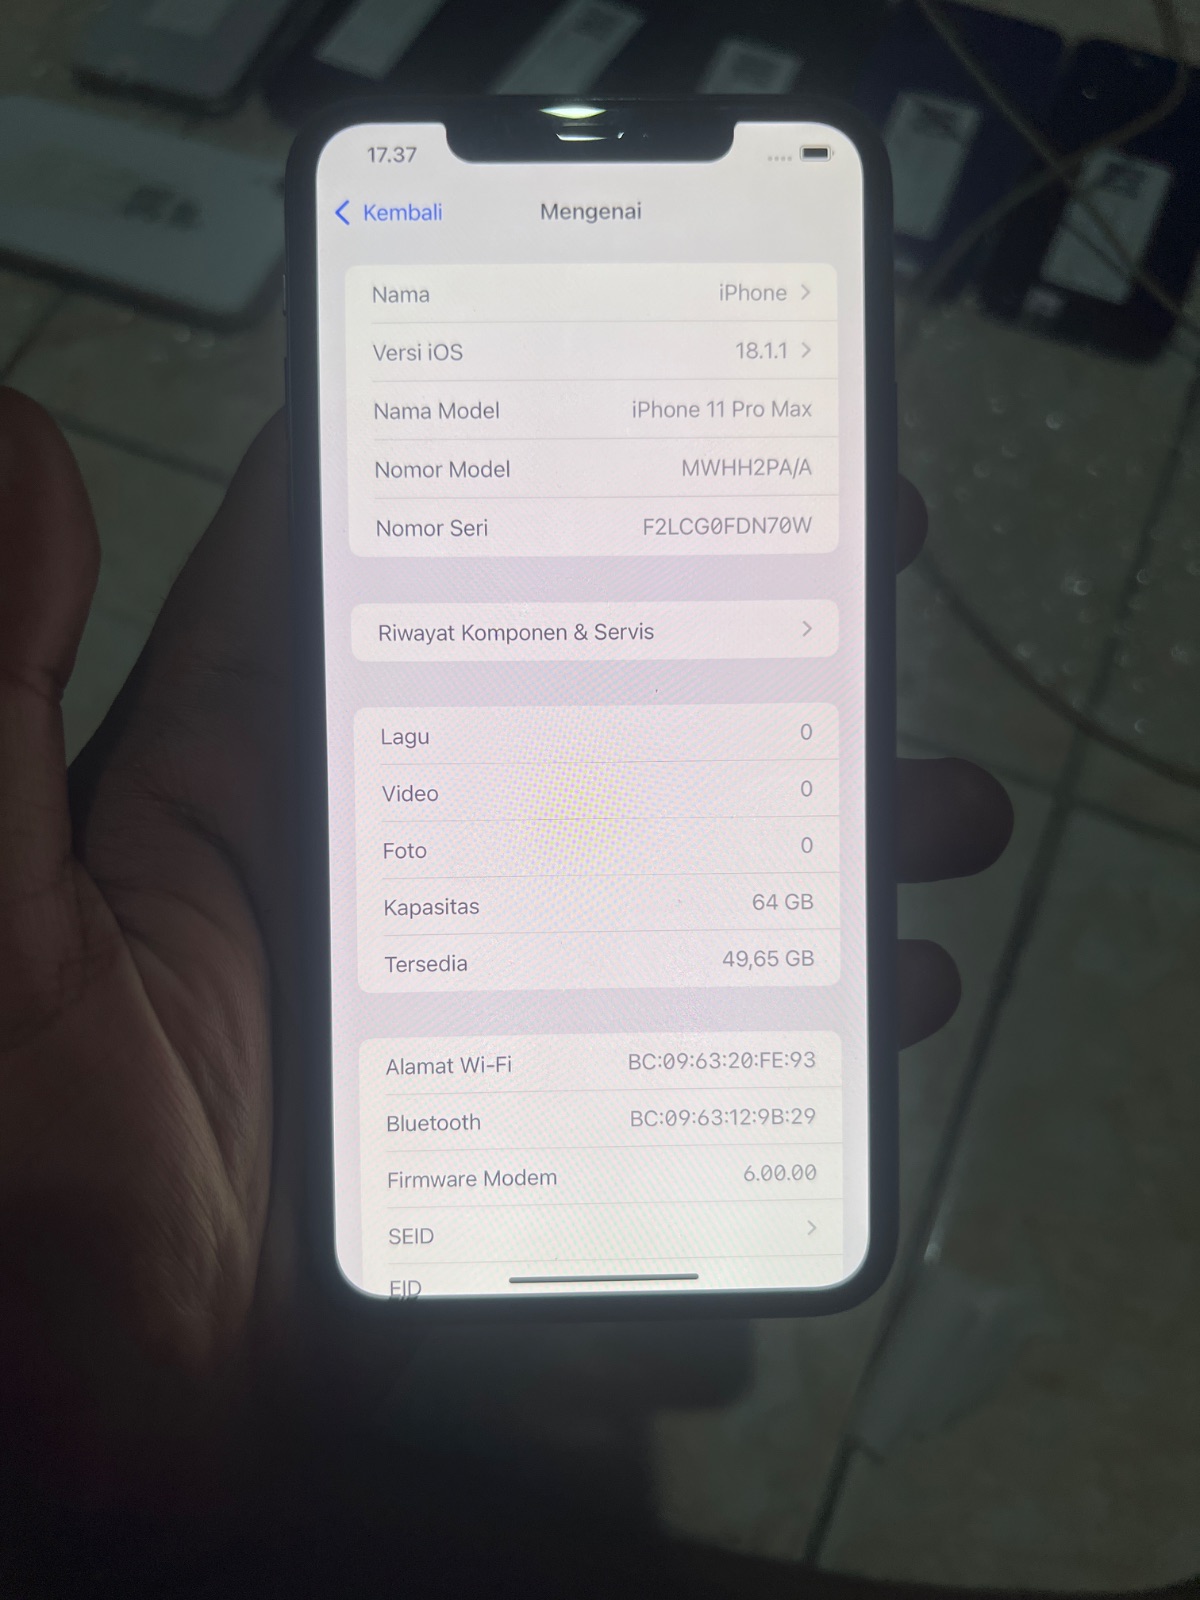 17.37
Kembali
Mengenai
Nama iPhone
Versi iOS 18.1.1
Nama Model iPhone 11 Pro Max
Nomor Model MWHH2PA/A
Nomor Seri F2LCG0FDN70W
Riwayat Komponen & Servis
Lagu 0
Video 0
Foto 0
Kapasitas 64 GB
Tersedia 49,65 GB
Alamat Wi-Fi BC:09:63:20:FE:93
Bluetooth BC:09:63:12:9B:29
Firmware Modem 6.00.00
SEID
EID